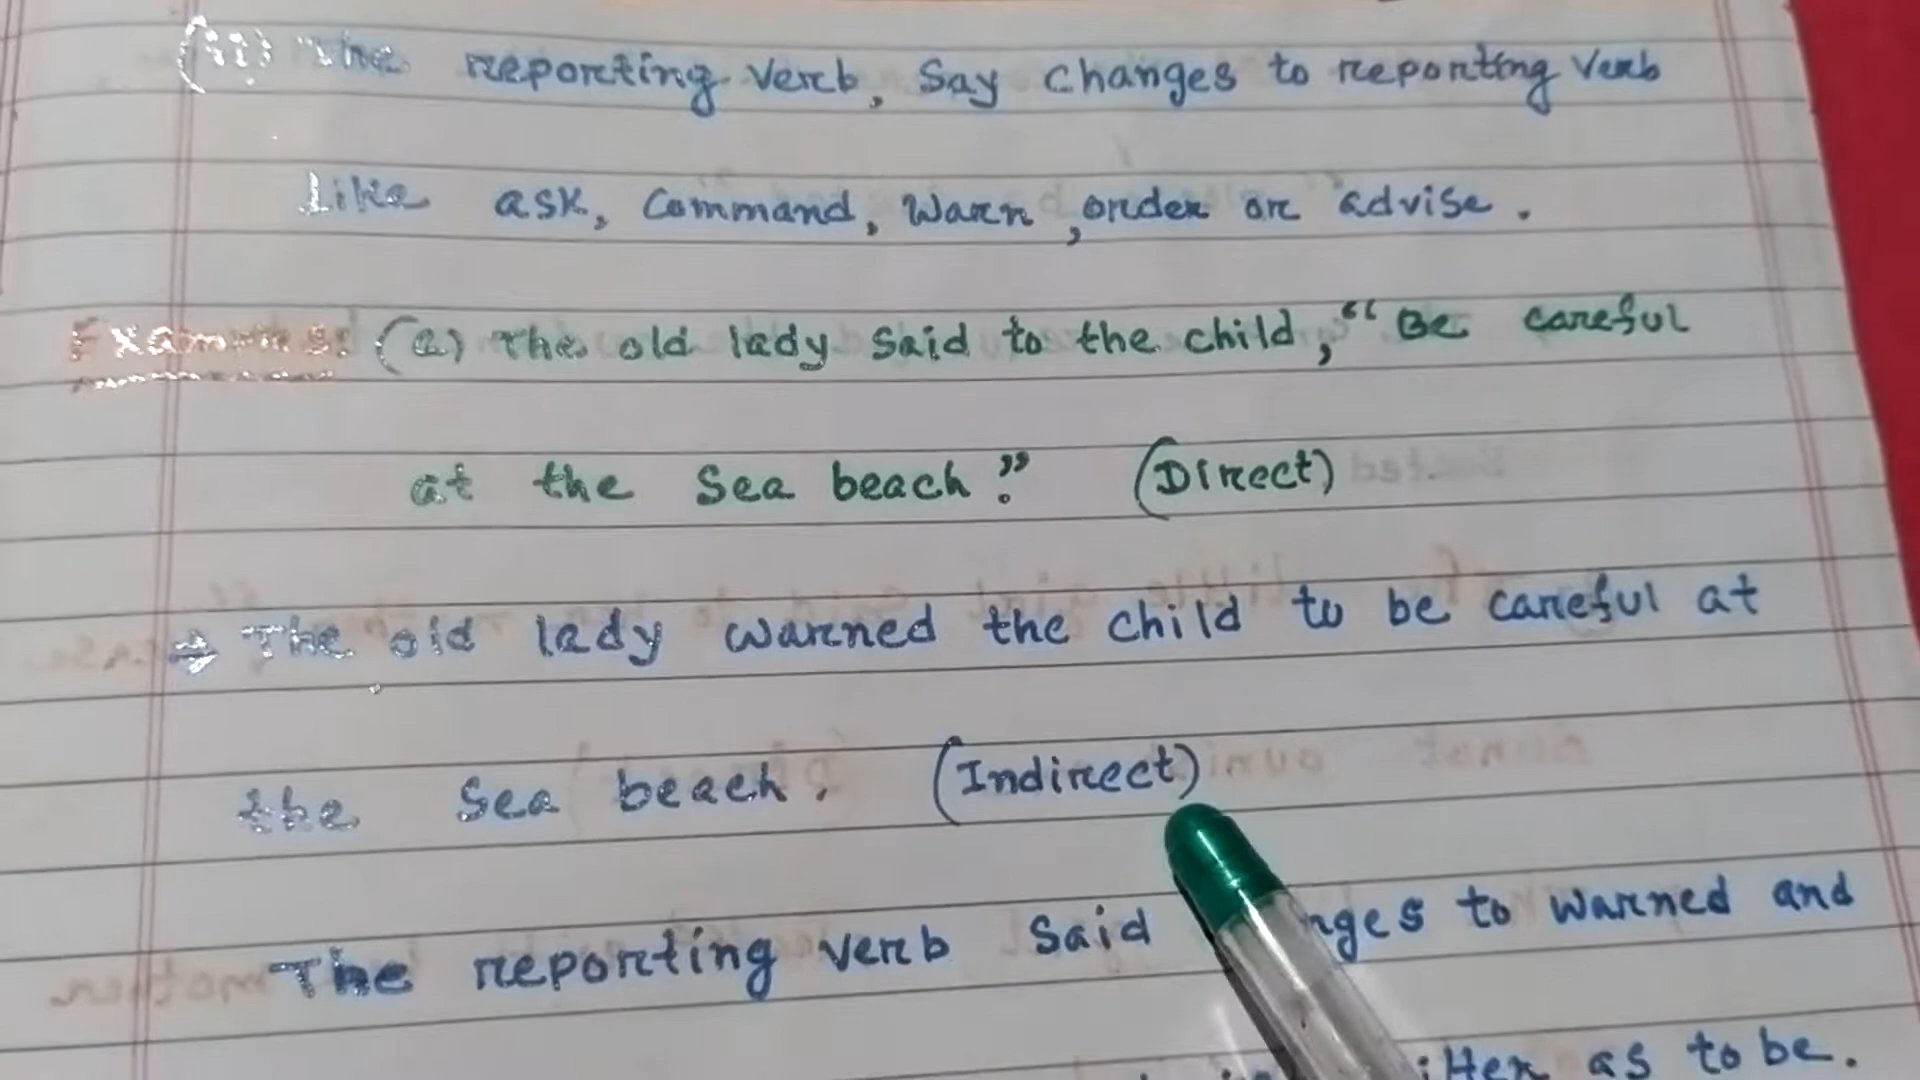 (ii) The reporting verb, Say changes to reporting verb
like ask, Command, warn, order or advise.
Examples: (a) The old lady said to the child, “Be careful
at the sea beach.” (Direct)
⇒ The old lady warned the child to be careful at
the sea beach. (Indirect)
The reporting verb said to warned and
as to be.